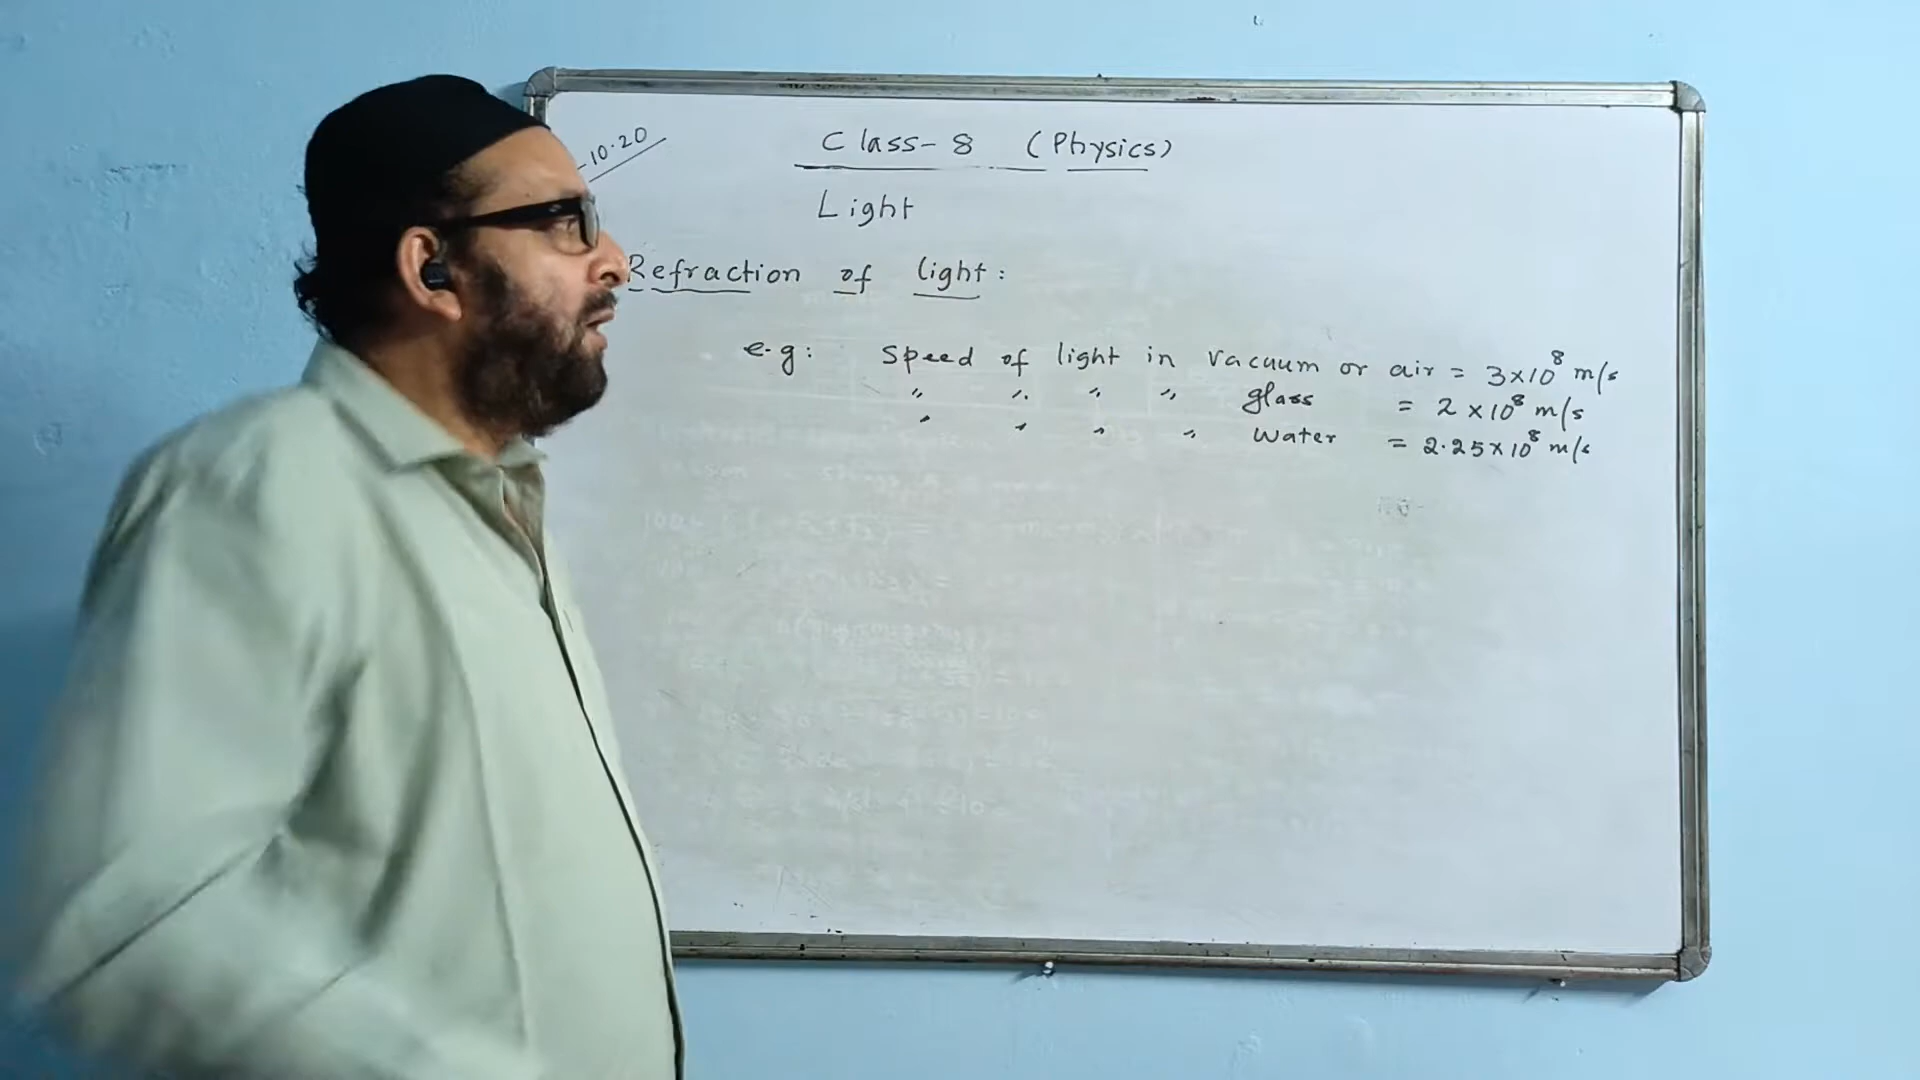 -10.20
Class-8 (Physics)
Light
Refraction of light:
e.g: Speed of light in vacuum or air = 3×10⁸ m/s
" " " " glass = 2×10⁸ m/s
" " " " water = 2.25×10⁸ m/s